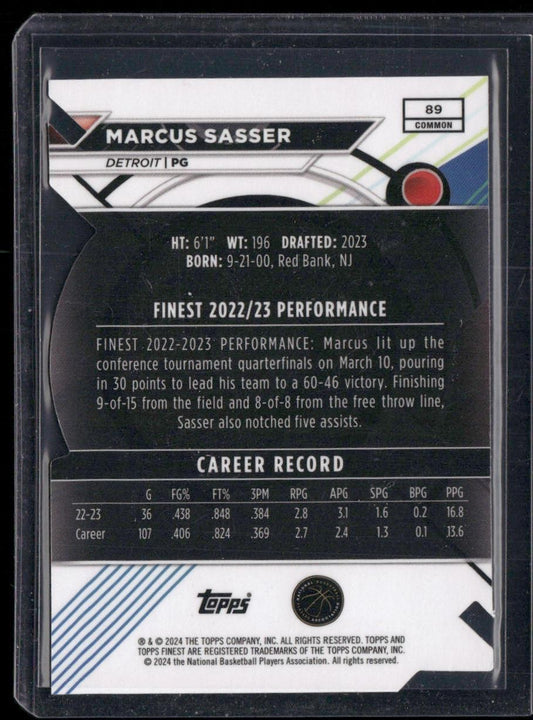 89
COMMON
MARCUS SASSER
DETROIT | PG
HT: 6'1" WT: 196 DRAFTED: 2023
BORN: 9-21-00, Red Bank, NJ
FINEST 2022/23 PERFORMANCE
FINEST 2022-2023 PERFORMANCE: Marcus lit up the
conference tournament quarterfinals on March 10, pouring
in 30 points to lead his team to a 60-46 victory. Finishing
9-of-15 from the field and 8-of-8 from the free throw line,
Sasser also notched five assists.
CAREER RECORD
G FG% FT% 3PM RPG APG SPG BPG PPG
22-23 36 .438 .848 .384 2.8 3.1 1.6 0.2 16.8
Career 107 .406 .824 .369 2.7 2.4 1.3 0.1 13.6
topps
® & © 2024 THE TOPPS COMPANY, INC. ALL RIGHTS RESERVED. TOPPS AND
TOPPS FINEST ARE REGISTERED TRADEMARKS OF THE TOPPS COMPANY, INC.
© 2024 the National Basketball Players Association. All rights reserved.